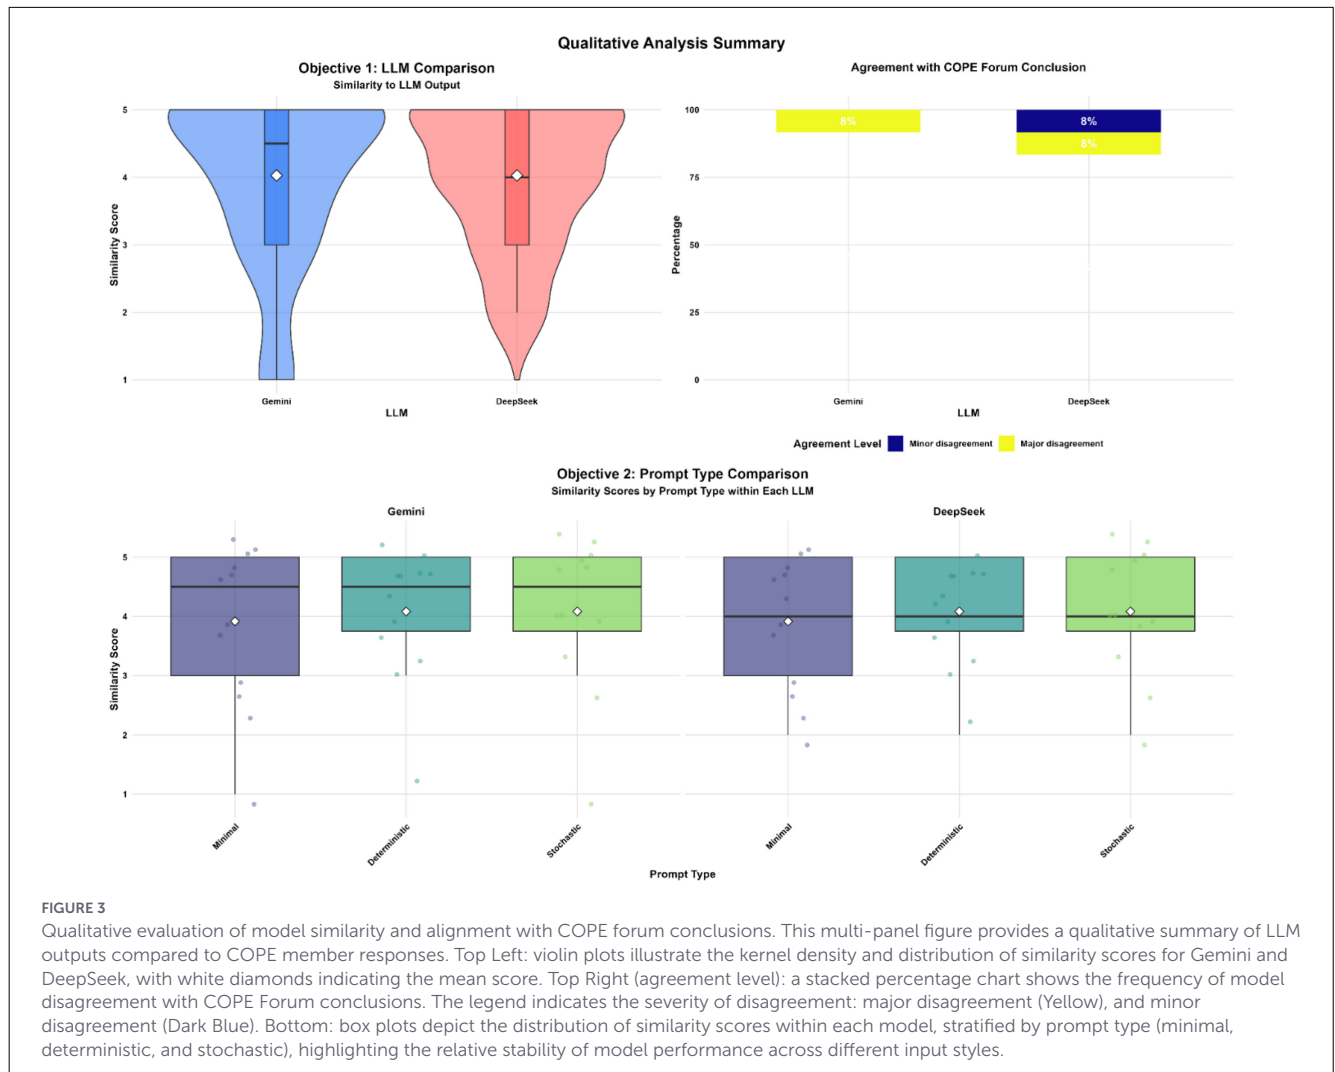 Qualitative Analysis Summary
Objective 1: LLM Comparison
Similarity to LLM Output
Similarity Score
5
4
3
2
1
Gemini
DeepSeek
LLM
Agreement with COPE Forum Conclusion
Percentage
100
75
50
25
0
8%
8%
8%
Gemini
DeepSeek
LLM
Agreement Level
Minor disagreement
Major disagreement
Objective 2: Prompt Type Comparison
Similarity Scores by Prompt Type within Each LLM
Gemini
DeepSeek
Similarity Score
5
4
3
2
1
Minimal
Deterministic
Stochastic
Minimal
Deterministic
Stochastic
Prompt Type
FIGURE 3
Qualitative evaluation of model similarity and alignment with COPE forum conclusions. This multi-panel figure provides a qualitative summary of LLM
outputs compared to COPE member responses. Top Left: violin plots illustrate the kernel density and distribution of similarity scores for Gemini and
DeepSeek, with white diamonds indicating the mean score. Top Right (agreement level): a stacked percentage chart shows the frequency of model
disagreement with COPE Forum conclusions. The legend indicates the severity of disagreement: major disagreement (Yellow), and minor
disagreement (Dark Blue). Bottom: box plots depict the distribution of similarity scores within each model, stratified by prompt type (minimal,
deterministic, and stochastic), highlighting the relative stability of model performance across different input styles.